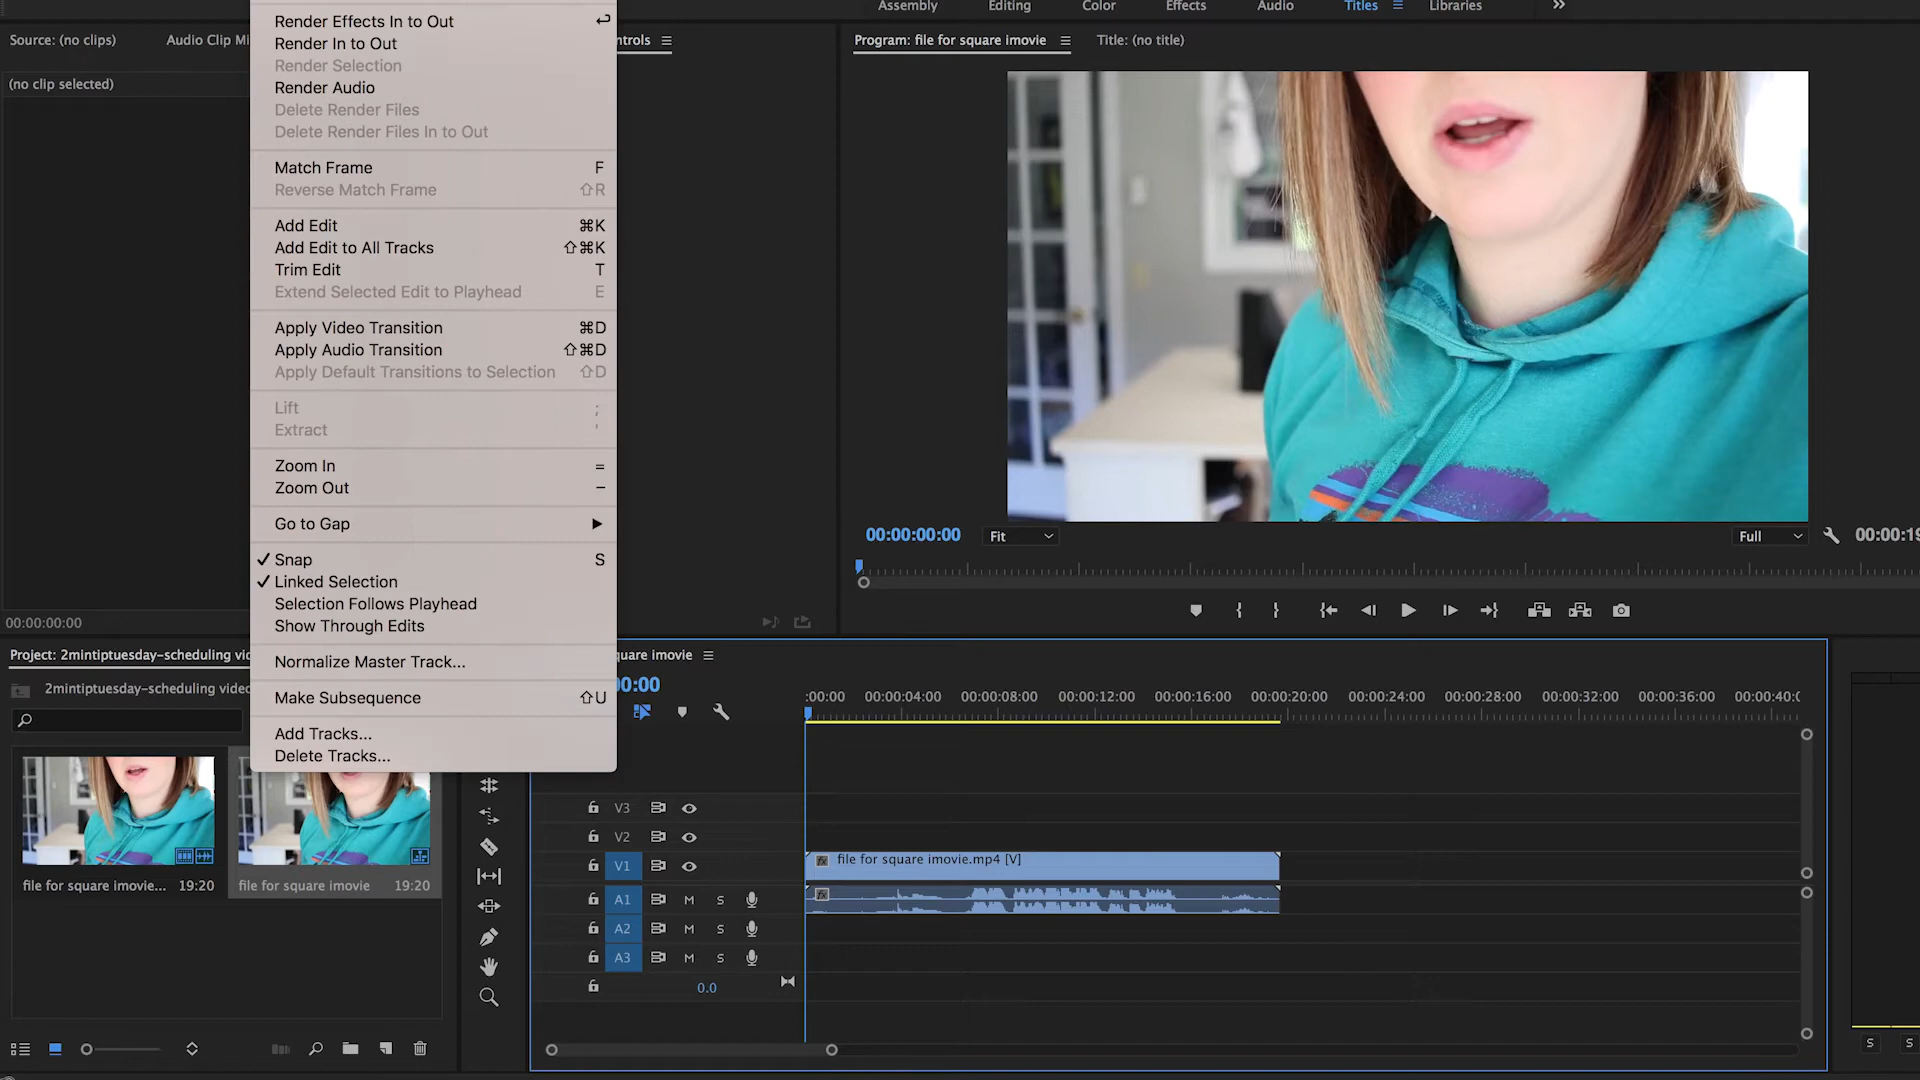 Assembly
Editing
Color
Effects
Audio
Titles
Libraries
Source: (no clips)
Audio Clip Mi
ntrols
(no clip selected)
00:00:00:00
Render Effects In to Out
Render In to Out
Render Selection
Render Audio
Delete Render Files
Delete Render Files In to Out
Match Frame F
Reverse Match Frame ⇧R
Add Edit ⌘K
Add Edit to All Tracks ⇧⌘K
Trim Edit T
Extend Selected Edit to Playhead E
Apply Video Transition ⌘D
Apply Audio Transition ⇧⌘D
Apply Default Transitions to Selection ⇧D
Lift ;
Extract '
Zoom In =
Zoom Out −
Go to Gap
Snap S
Linked Selection
Selection Follows Playhead
Show Through Edits
Normalize Master Track...
Make Subsequence ⇧U
Add Tracks...
Delete Tracks...
Program: file for square imovie
Title: (no title)
00:00:00:00
Fit
Full
00:00:19
Project: 2mintiptuesday-scheduling vi
2mintiptuesday-scheduling video
file for square imovie... 19:20
file for square imovie 19:20
quare imovie
00:00
:00:00 00:00:04:00 00:00:08:00 00:00:12:00 00:00:16:00 00:00:20:00 00:00:24:00 00:00:28:00 00:00:32:00 00:00:36:00 00:00:40:0
V3
V2
V1
file for square imovie.mp4 [V]
fx
A1 M S
fx
A2 M S
A3 M S
0.0
S S